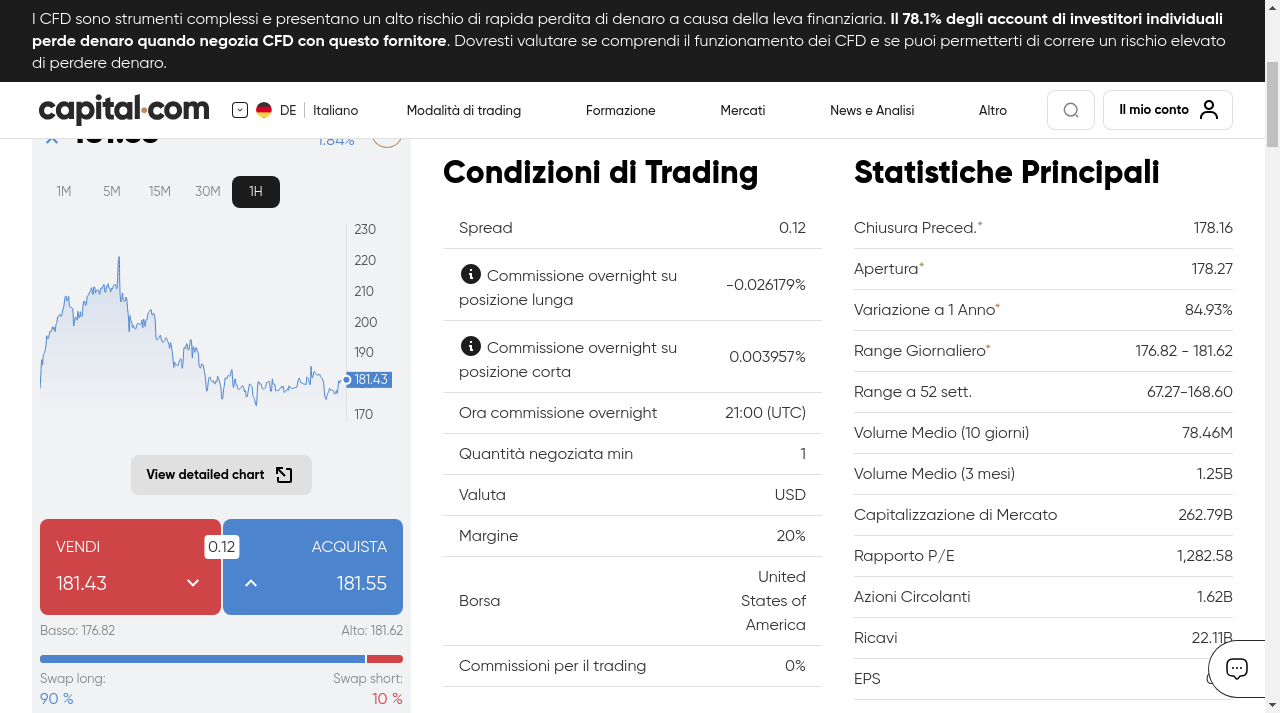 I CFD sono strumenti complessi e presentano un alto rischio di rapida perdita di denaro a causa della leva finanziaria. Il 78.1% degli account di investitori individuali
perde denaro quando negozia CFD con questo fornitore. Dovresti valutare se comprendi il funzionamento dei CFD e se puoi permetterti di correre un rischio elevato
di perdere denaro.
capital.com
DE
Italiano
Modalità di trading
Formazione
Mercati
News e Analisi
Altro
Il mio conto
1.84%
1M
5M
15M
30M
1H
230
220
210
200
190
181.43
170
View detailed chart
VENDI
0.12
ACQUISTA
181.43
181.55
Basso: 176.82
Alto: 181.62
Swap long:
Swap short:
90 %
10 %
Condizioni di Trading
Spread
0.12
Commissione overnight su
posizione lunga
-0.026179%
Commissione overnight su
posizione corta
0.003957%
Ora commissione overnight
21:00 (UTC)
Quantità negoziata min
1
Valuta
USD
Margine
20%
Borsa
United
States of
America
Commissioni per il trading
0%
Statistiche Principali
Chiusura Preced.*
178.16
Apertura*
178.27
Variazione a 1 Anno*
84.93%
Range Giornaliero*
176.82 - 181.62
Range a 52 sett.
67.27-168.60
Volume Medio (10 giorni)
78.46M
Volume Medio (3 mesi)
1.25B
Capitalizzazione di Mercato
262.79B
Rapporto P/E
1,282.58
Azioni Circolanti
1.62B
Ricavi
22.11B
EPS